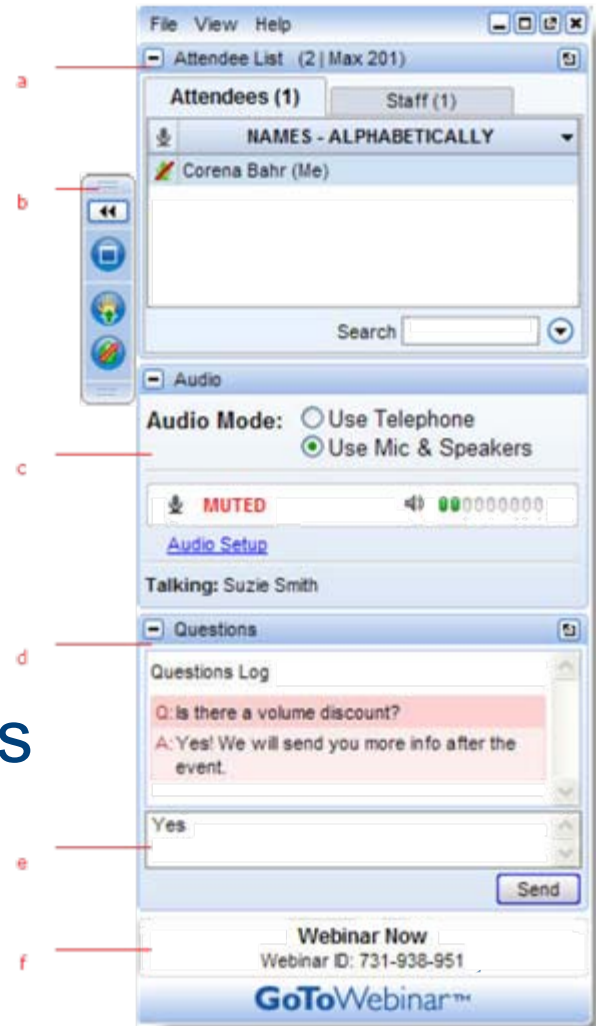 File View Help
a
Attendee List (2 | Max 201)
Attendees (1) Staff (1)
NAMES - ALPHABETICALLY
b
Corena Bahr (Me)
Search
Audio
Audio Mode: Use Telephone
Use Mic & Speakers
c
MUTED
Audio Setup
Talking: Suzie Smith
d
Questions
Questions Log
Q: Is there a volume discount?
A: Yes! We will send you more info after the
event.
s
Yes
e
Send
f
Webinar Now
Webinar ID: 731-938-951
GoToWebinar™